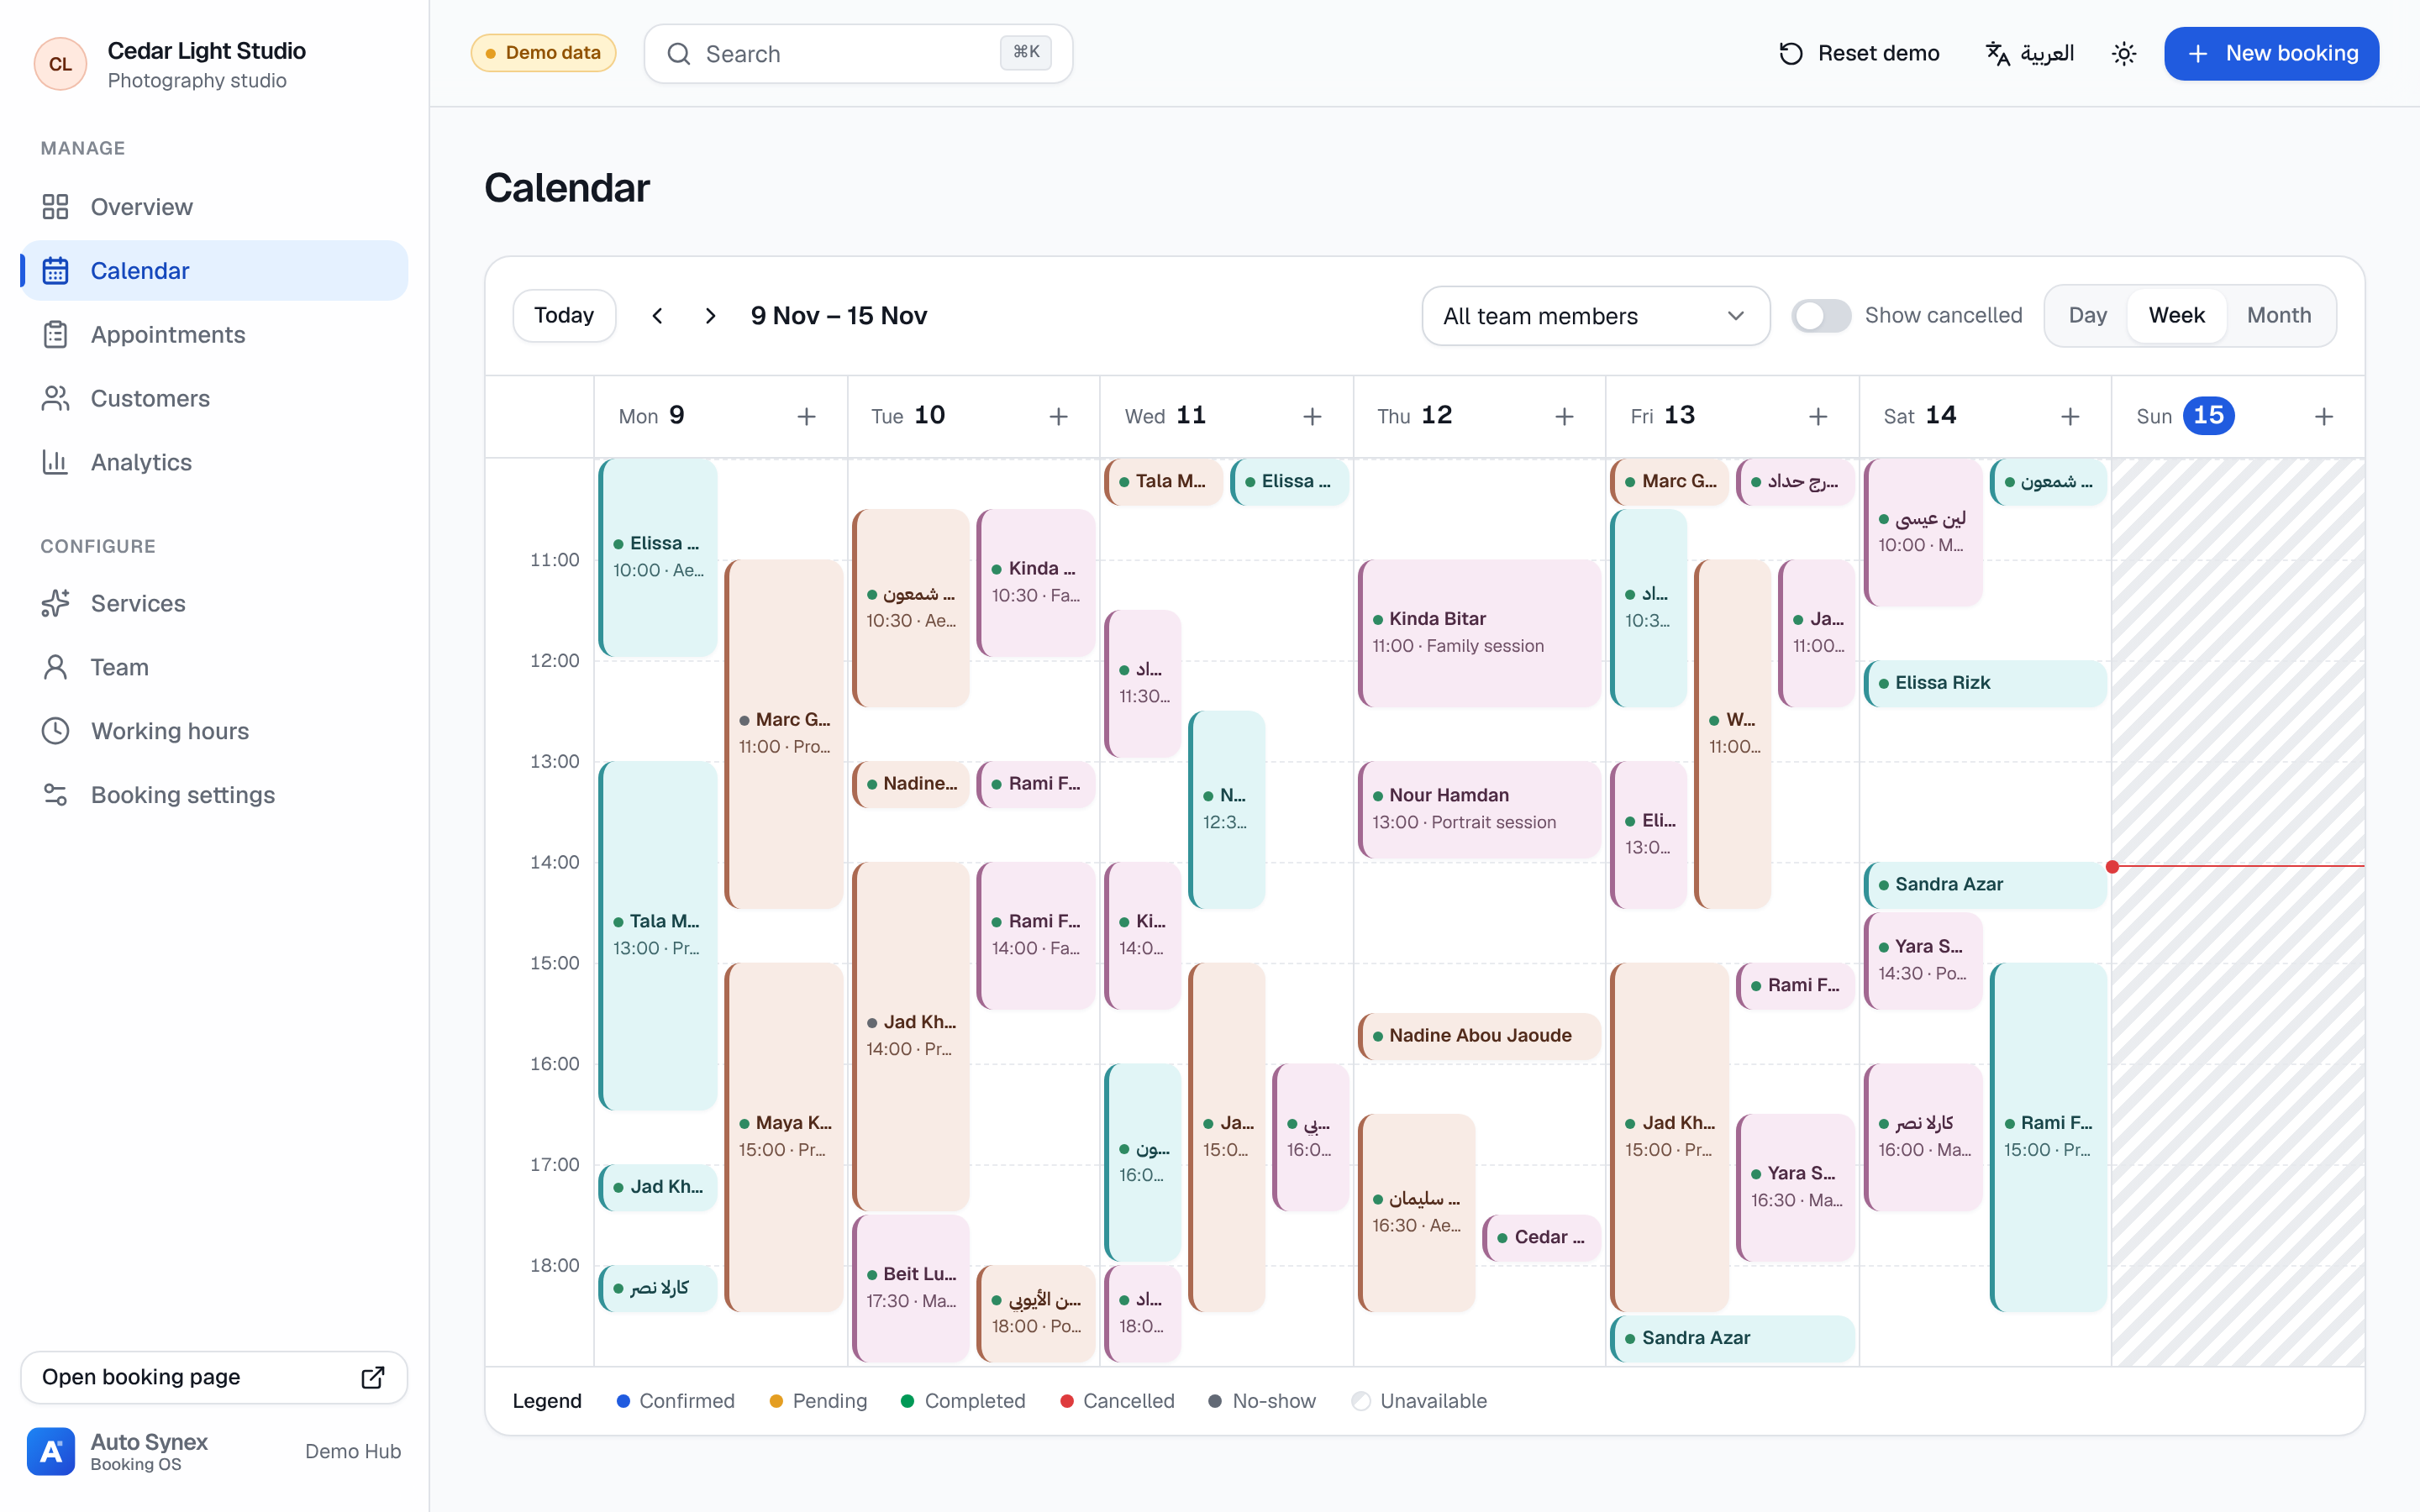 CL
Cedar Light Studio
Photography studio
MANAGE
Overview
Calendar
Appointments
Customers
Analytics
CONFIGURE
Services
Team
Working hours
Booking settings
Open booking page
Auto Synex
Booking OS
Demo Hub
Demo data
Search
⌘K
Reset demo
العربية
New booking
Calendar
Today
9 Nov – 15 Nov
All team members
Show cancelled
Day
Week
Month
Mon 9
Tue 10
Wed 11
Thu 12
Fri 13
Sat 14
Sun 15
11:00
12:00
13:00
14:00
15:00
16:00
17:00
18:00
Elissa ...
10:00 · Ae...
Marc G...
11:00 · Pro...
Tala M...
13:00 · Pr...
Maya K...
15:00 · Pr...
Jad Kh...
كارلا نصر
شمعون ...
10:30 · Ae...
Kinda ...
10:30 · Fa...
Nadine...
Rami F...
Jad Kh...
14:00 · Pr...
Rami F...
14:00 · Fa...
Beit Lu...
17:30 · Ma...
...ن الأيوبي
18:00 · Po...
Tala M...
Elissa ...
...اد
11:30...
N...
12:3...
Ki...
14:0...
Ja...
15:0...
...ون
16:0...
...بي
16:0...
...اد
18:0...
Kinda Bitar
11:00 · Family session
Nour Hamdan
13:00 · Portrait session
Nadine Abou Jaoude
سليمان ...
16:30 · Ae...
Cedar ...
Marc G...
...رج حداد
...اد
10:3...
W...
11:00...
Ja...
11:00...
Eli...
13:0...
Jad Kh...
15:00 · Pr...
Rami F...
Yara S...
16:30 · Ma...
Sandra Azar
لين عيسى
10:00 · M...
شمعون ...
Elissa Rizk
Sandra Azar
Yara S...
14:30 · Po...
Rami F...
15:00 · Pr...
كارلا نصر
16:00 · Ma...
Legend
Confirmed
Pending
Completed
Cancelled
No-show
Unavailable